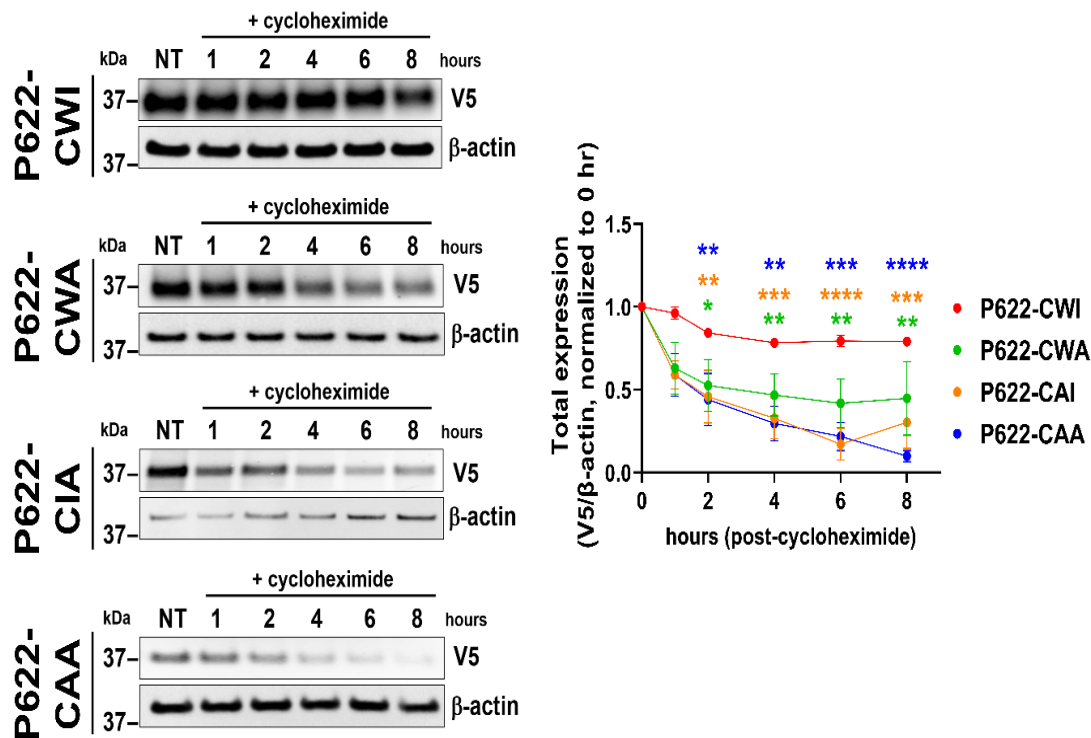 + cycloheximide
kDa NT 1 2 4 6 8 hours
P622-
CWI
37 V5
37 β-actin
+ cycloheximide
kDa NT 1 2 4 6 8 hours
P622-
CWA
37 V5
37 β-actin
+ cycloheximide
kDa NT 1 2 4 6 8 hours
P622-
CIA
37 V5
37 β-actin
+ cycloheximide
kDa NT 1 2 4 6 8 hours
P622-
CAA
37 V5
37 β-actin
Total expression
(V5/β-actin, normalized to 0 hr)
1.5
1.0
0.5
0.0
** ** *** ****
** *** **** ***
* ** ** **
0 2 4 6 8
hours (post-cycloheximide)
P622-CWI
P622-CWA
P622-CAI
P622-CAA